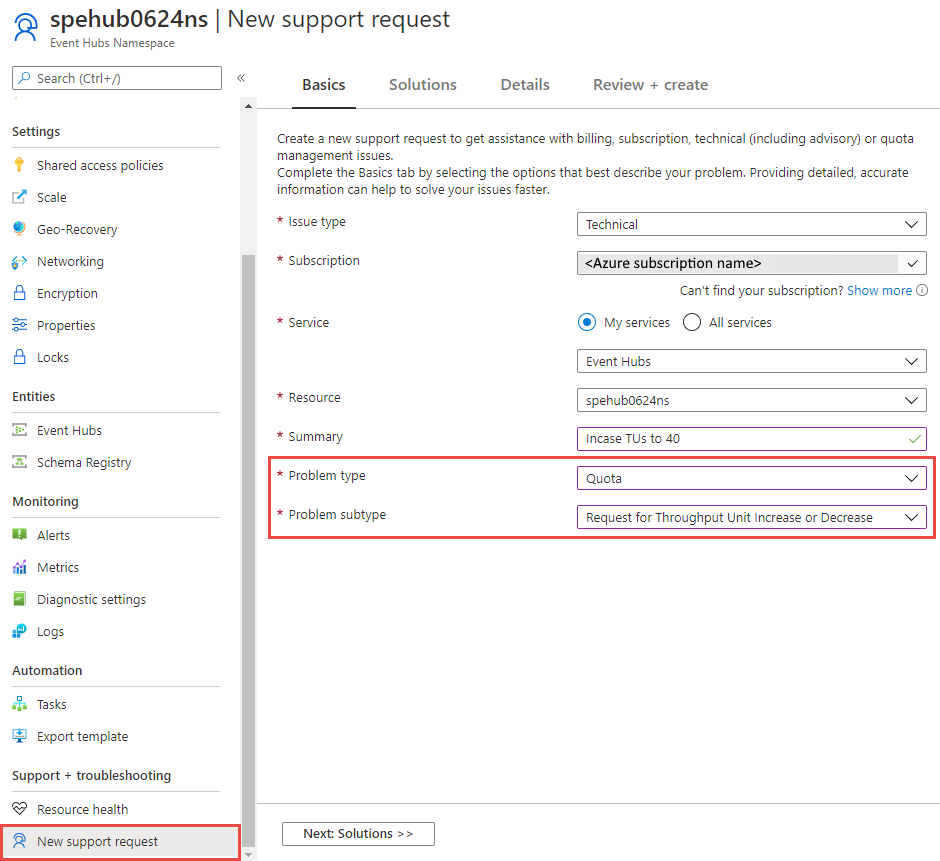 spehub0624ns | New support request
Event Hubs Namespace
Search (Ctrl+/)
«
Settings
Shared access policies
Scale
Geo-Recovery
Networking
Encryption
Properties
Locks
Entities
Event Hubs
Schema Registry
Monitoring
Alerts
Metrics
Diagnostic settings
Logs
Automation
Tasks
Export template
Support + troubleshooting
Resource health
New support request
Basics
Solutions
Details
Review + create
Create a new support request to get assistance with billing, subscription, technical (including advisory) or quota
management issues.
Complete the Basics tab by selecting the options that best describe your problem. Providing detailed, accurate
information can help to solve your issues faster.
* Issue type
Technical
* Subscription
<Azure subscription name>
Can't find your subscription? Show more
* Service
My services
All services
Event Hubs
* Resource
spehub0624ns
* Summary
Incase TUs to 40
* Problem type
Quota
* Problem subtype
Request for Throughput Unit Increase or Decrease
Next: Solutions >>